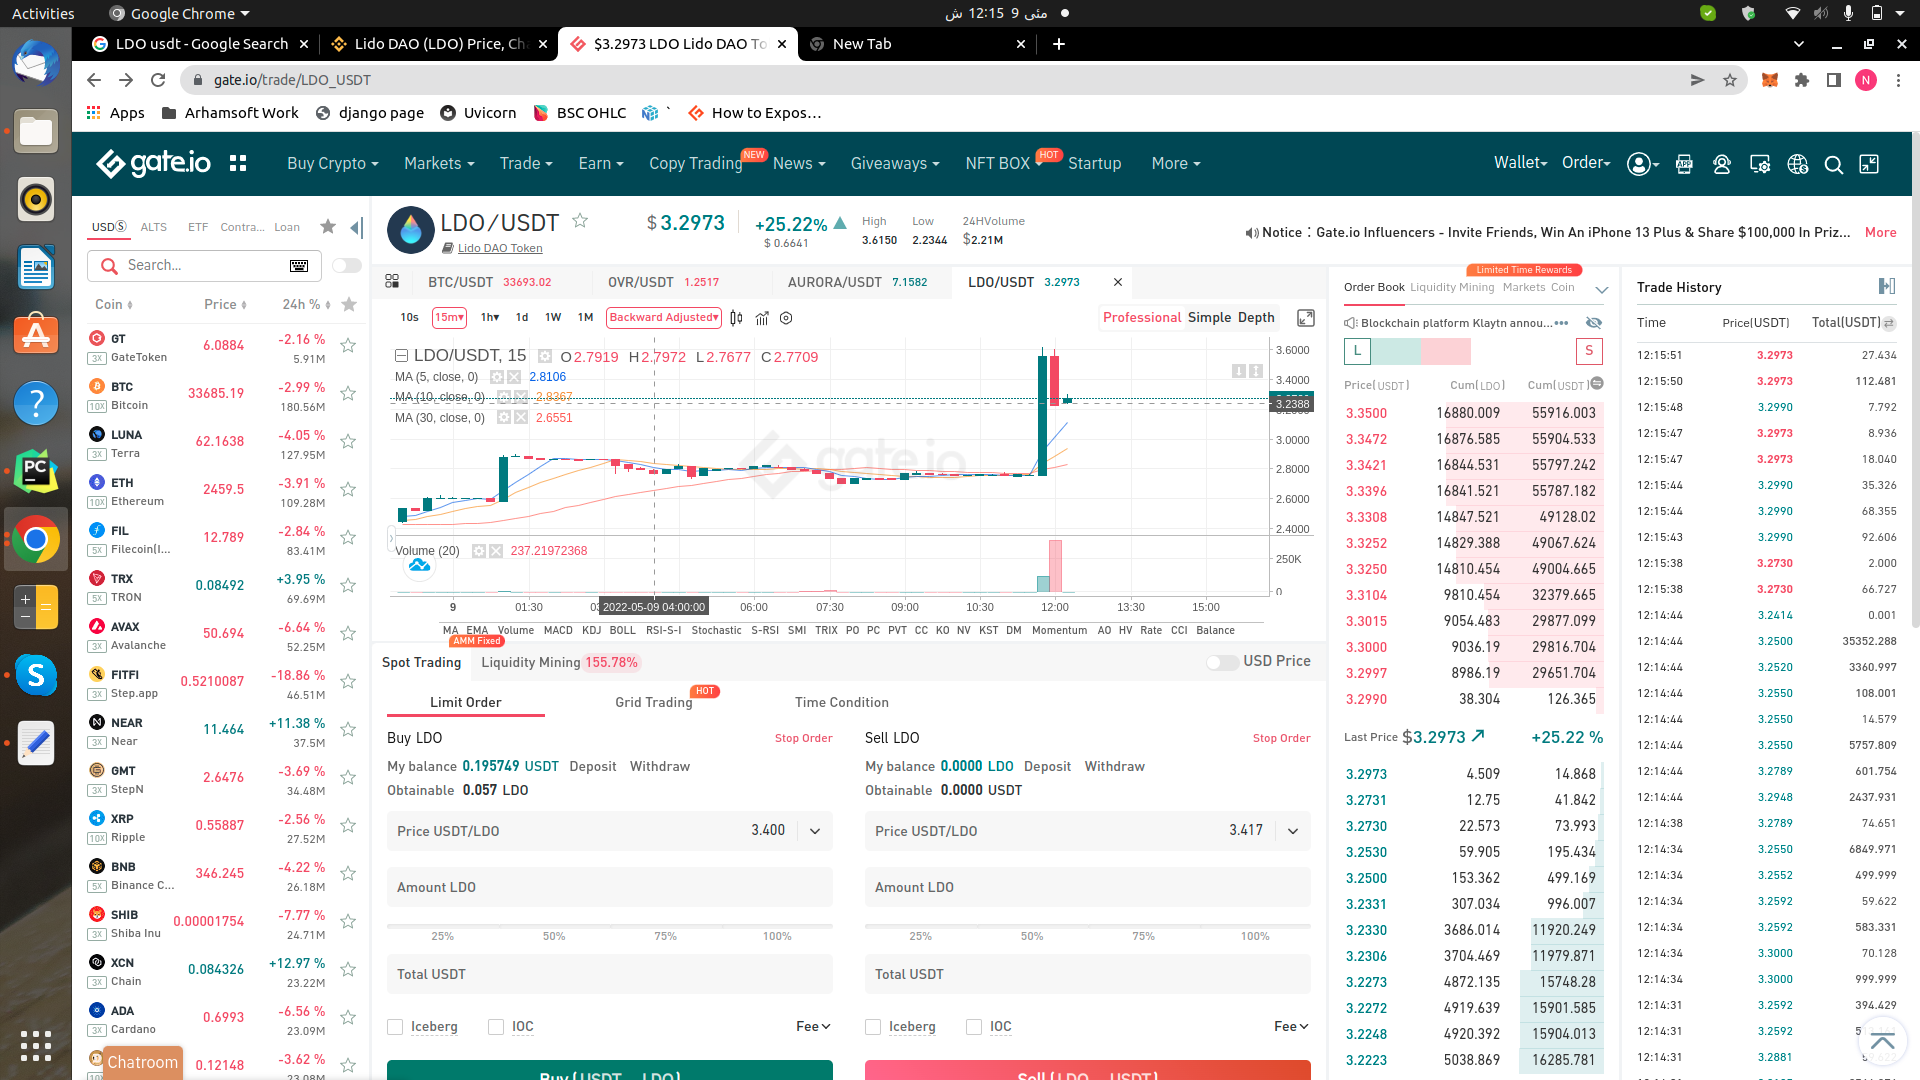 Activities
Google Chrome
مئی 9 12:15 ش
LDO usdt - Google Search
Lido DAO (LDO) Price, Ch
$3.2973 LDO Lido DAO To
New Tab
gate.io/trade/LDO_USDT
N
Apps
Arhamsoft Work
django page
Uvicorn
BSC OHLC
`
How to Expos...
gate.io
Buy Crypto
Markets
Trade
Earn
Copy Trading
NEW
News
Giveaways
NFT BOX
HOT
Startup
More
Wallet
Order
USDⓈ ALTS ETF Contra... Loan
Search...
Coin Price 24h %
GT 6.0884 -2.16 %
3X GateToken 5.91M
BTC 33685.19 -2.99 %
10X Bitcoin 180.56M
LUNA 62.1638 -4.05 %
3X Terra 127.95M
ETH 2459.5 -3.91 %
10X Ethereum 109.28M
FIL 12.789 -2.84 %
5X Filecoin(I... 83.41M
TRX 0.08492 +3.95 %
5X TRON 69.69M
AVAX 50.694 -6.64 %
3X Avalanche 52.25M
FITFI 0.5210087 -18.86 %
3X Step.app 46.51M
NEAR 11.464 +11.38 %
3X Near 37.5M
GMT 2.6476 -3.69 %
3X StepN 34.48M
XRP 0.55887 -2.56 %
10X Ripple 27.52M
BNB 346.245 -4.22 %
5X Binance C... 26.18M
SHIB 0.00001754 -7.77 %
3X Shiba Inu 24.71M
XCN 0.084326 +12.97 %
3X Chain 23.22M
ADA 0.6993 -6.56 %
3X Cardano 23.09M
0.12148 -3.62 %
Chatroom
LDO/USDT
Lido DAO Token
$ 3.2973
+25.22%
$ 0.6641
High
3.6150
Low
2.2344
24HVolume
$2.21M
Notice : Gate.io Influencers - Invite Friends, Win An iPhone 13 Plus & Share $100,000 In Priz... More
BTC/USDT 33693.02
OVR/USDT 1.2517
AURORA/USDT 7.1582
LDO/USDT 3.2973
10s 15m 1h 1d 1W 1M Backward Adjusted
Professional Simple Depth
LDO/USDT, 15 O2.7919 H2.7972 L2.7677 C2.7709
MA (5, close, 0) 2.8106
MA (10, close, 0) 2.8367
MA (30, close, 0) 2.6551
gate.io
3.6000
3.4000
3.2388
3.0000
2.8000
2.6000
2.4000
Volume (20) 237.21972368
250K
0
9 01:30 2022-05-09 04:00:00 06:00 07:30 09:00 10:30 12:00 13:30 15:00
MA EMA Volume MACD KDJ BOLL RSI-S-I Stochastic S-RSI SMI TRIX PO PC PVT CC KO NV KST DM Momentum AO HV Rate CCI Balance
AMM Fixed
Spot Trading
Liquidity Mining 155.78%
USD Price
Limit Order
Grid Trading
HOT
Time Condition
Buy LDO
Stop Order
My balance 0.195749 USDT Deposit Withdraw
Obtainable 0.057 LDO
Price USDT/LDO 3.400
Amount LDO
25% 50% 75% 100%
Total USDT
Iceberg IOC Fee
Buy (USDT → LDO)
Sell LDO
Stop Order
My balance 0.0000 LDO Deposit Withdraw
Obtainable 0.0000 USDT
Price USDT/LDO 3.417
Amount LDO
25% 50% 75% 100%
Total USDT
Iceberg IOC Fee
Sell (LDO → USDT)
Limited Time Rewards
Order Book Liquidity Mining Markets Coin
Blockchain platform Klaytn annou...
L S
Price(USDT) Cum(LDO) Cum(USDT)
3.3500 16880.009 55916.003
3.3472 16876.585 55904.533
3.3421 16844.531 55797.242
3.3396 16841.521 55787.182
3.3308 14847.521 49128.02
3.3252 14829.388 49067.624
3.3250 14810.454 49004.665
3.3104 9810.454 32379.665
3.3015 9054.483 29877.099
3.3000 9036.19 29816.704
3.2997 8986.19 29651.704
3.2990 38.304 126.365
Last Price $3.2973 +25.22 %
3.2973 4.509 14.868
3.2731 12.75 41.842
3.2730 22.573 73.993
3.2530 59.905 195.434
3.2500 153.362 499.169
3.2331 307.034 996.007
3.2330 3686.014 11920.249
3.2306 3704.469 11979.871
3.2273 4872.135 15748.28
3.2272 4919.639 15901.585
3.2248 4920.392 15904.013
3.2223 5038.869 16285.781
Trade History
Time Price(USDT) Total(USDT)
12:15:51 3.2973 27.434
12:15:50 3.2973 112.481
12:15:48 3.2990 7.792
12:15:47 3.2973 8.936
12:15:47 3.2973 18.040
12:15:44 3.2990 35.326
12:15:44 3.2990 68.355
12:15:43 3.2990 92.606
12:15:38 3.2730 2.000
12:15:38 3.2730 66.727
12:14:44 3.2414 0.001
12:14:44 3.2500 35352.288
12:14:44 3.2520 3360.997
12:14:44 3.2550 108.001
12:14:44 3.2550 14.579
12:14:44 3.2550 5757.809
12:14:44 3.2789 601.754
12:14:44 3.2948 2437.931
12:14:38 3.2789 74.651
12:14:34 3.2550 6849.971
12:14:34 3.2552 499.999
12:14:34 3.2592 59.622
12:14:34 3.2592 583.331
12:14:34 3.3000 70.128
12:14:34 3.3000 999.999
12:14:31 3.2592 394.429
12:14:31 3.2592
12:14:31 3.2881